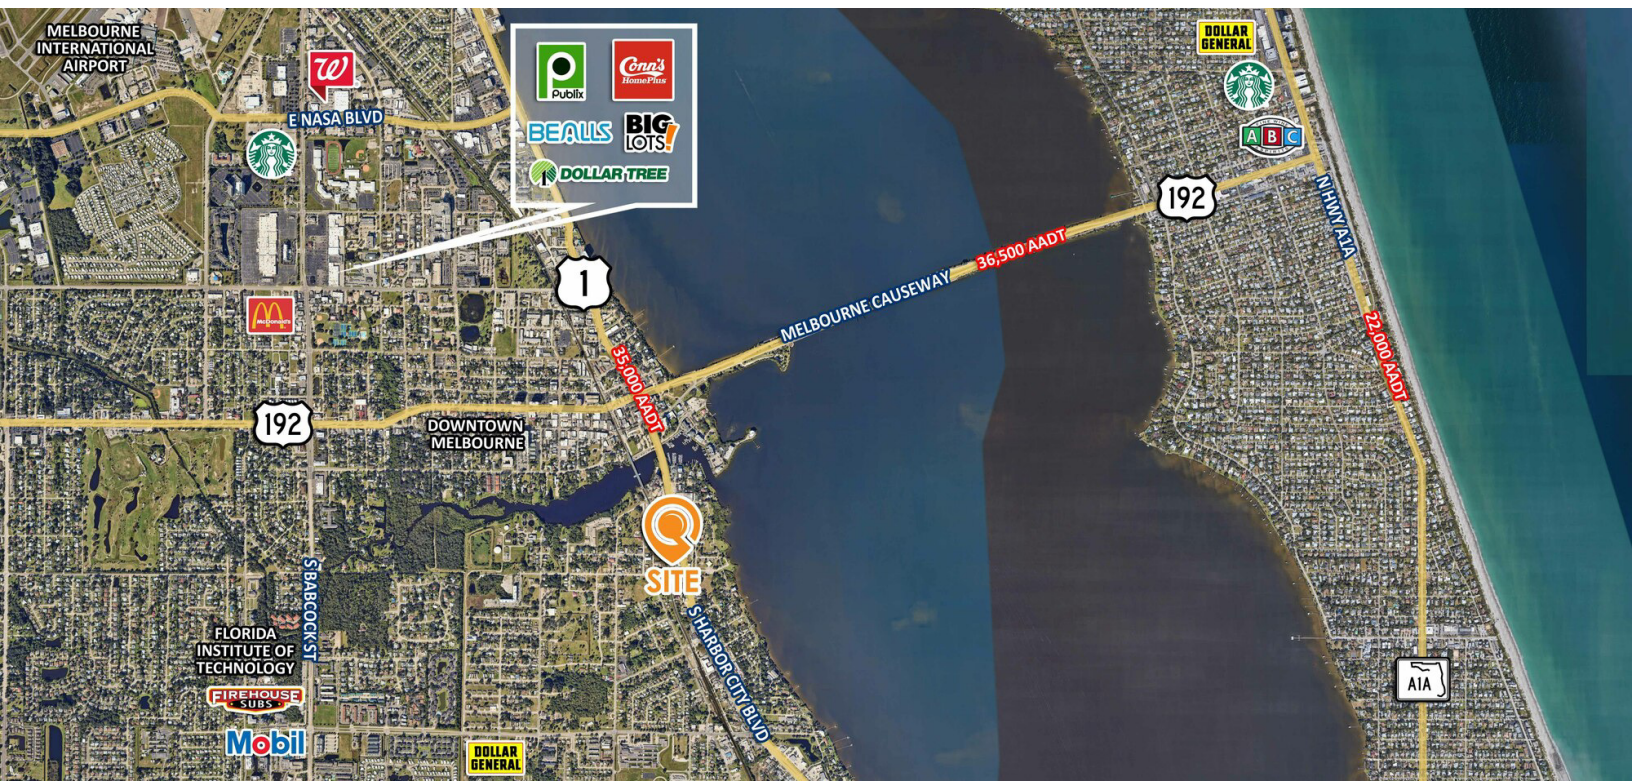 MELBOURNE
INTERNATIONAL
AIRPORT
W
E NASA BLVD
Publix
Conn's
HomePlus
BEALLS
BIG
LOTS!
DOLLAR TREE
DOLLAR
GENERAL
ABC
192
N HWY A1A
36,500 AADT
MELBOURNE CAUSEWAY
1
McDonald's
35,000 AADT
22,000 AADT
192
DOWNTOWN
MELBOURNE
SITE
S BABCOCK ST
S HARBOR CITY BLVD
FLORIDA
INSTITUTE OF
TECHNOLOGY
FIREHOUSE
SUBS
Mobil
DOLLAR
GENERAL
A1A